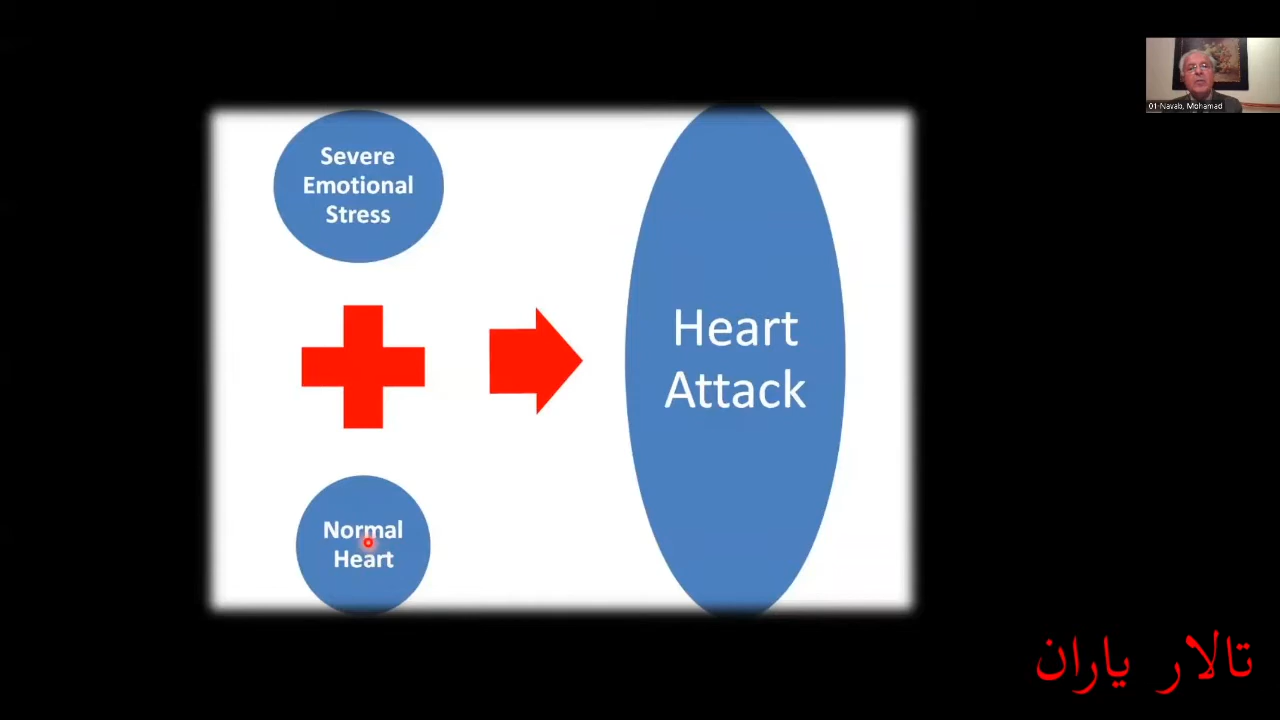 Severe
Emotional
Stress
Heart
Attack
Normal
Heart
01-Navab, Mohamad
تالار یاران